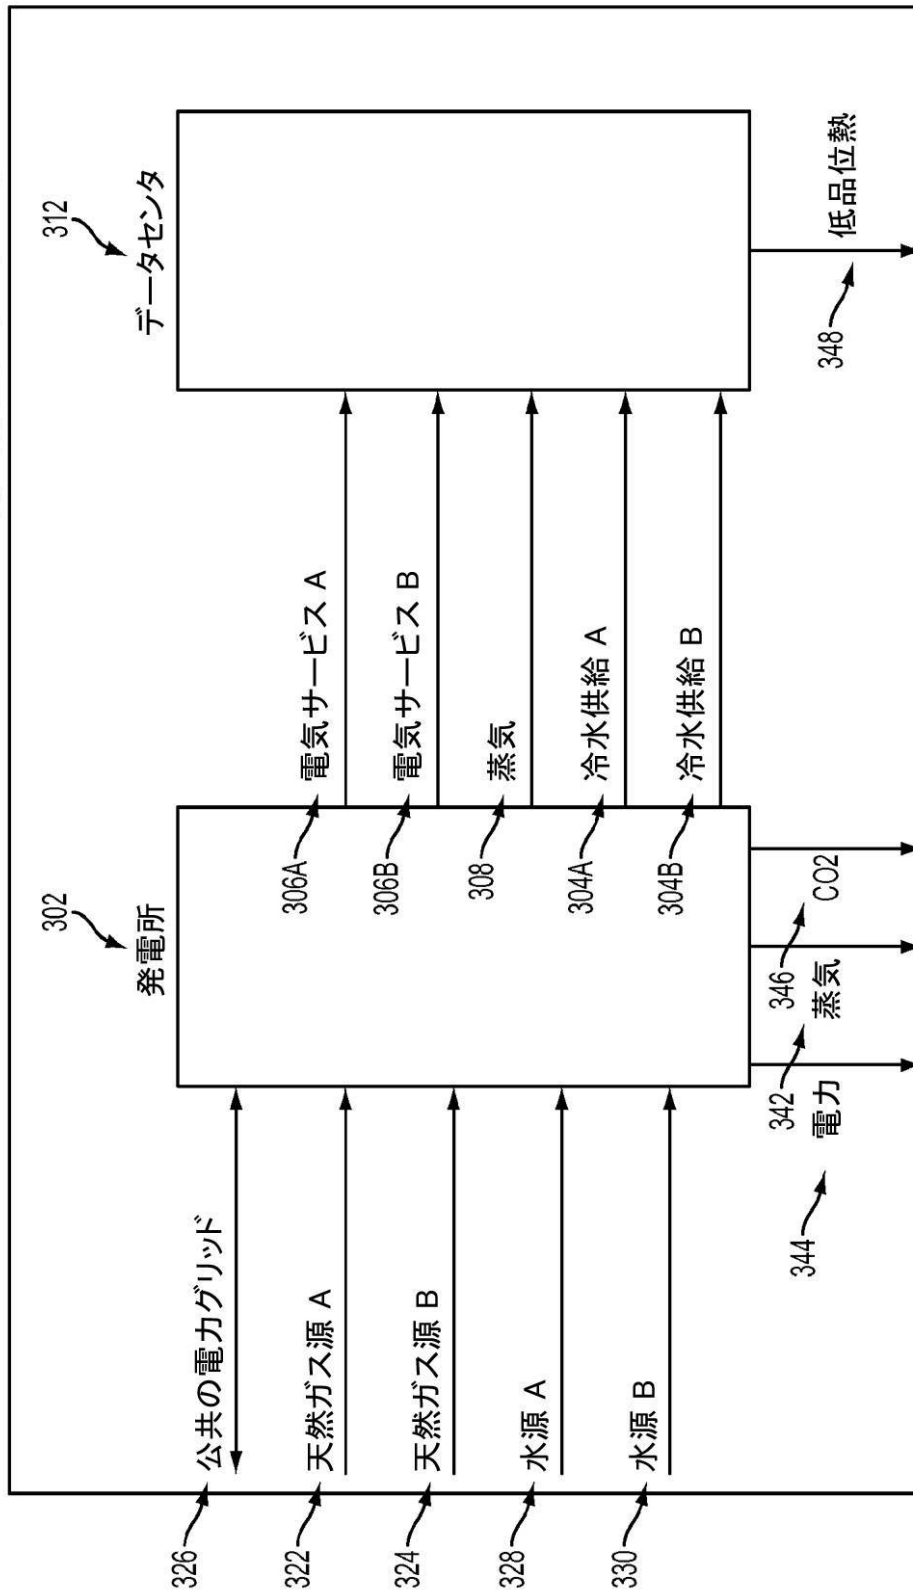 302
発電所
312
データセンタ
326
公共の電力グリッド
322
天然ガス源 A
324
天然ガス源 B
328
水源 A
330
水源 B
306A
電気サービス A
306B
電気サービス B
308
蒸気
304A
冷水供給 A
304B
冷水供給 B
344
電力
342
蒸気
346
CO2
348
低品位熱